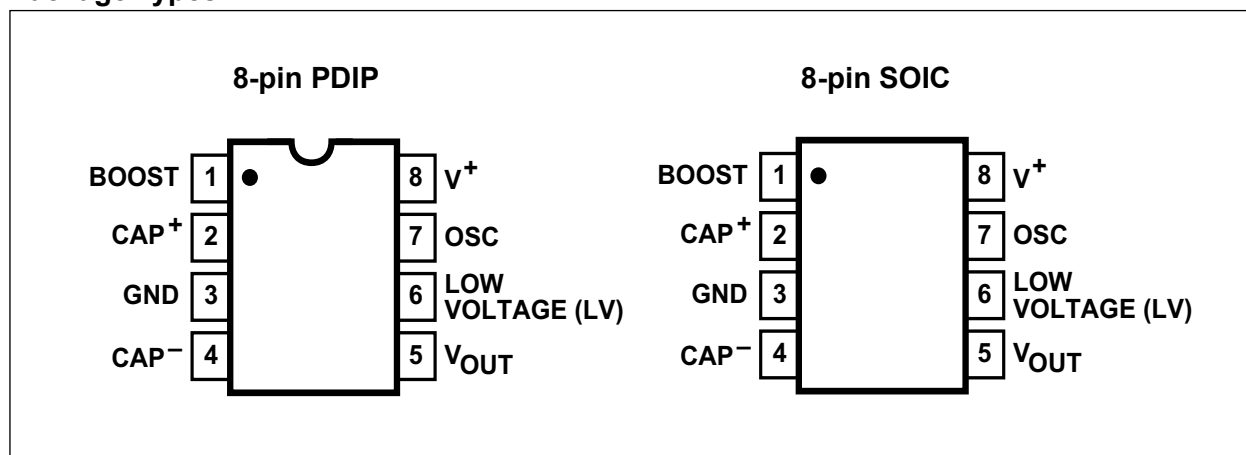 8-pin PDIP
BOOST 1
CAP+ 2
GND 3
CAP– 4
8 V+
7 OSC
6 LOW
VOLTAGE (LV)
5 VOUT
8-pin SOIC
BOOST 1
CAP+ 2
GND 3
CAP– 4
8 V+
7 OSC
6 LOW
VOLTAGE (LV)
5 VOUT